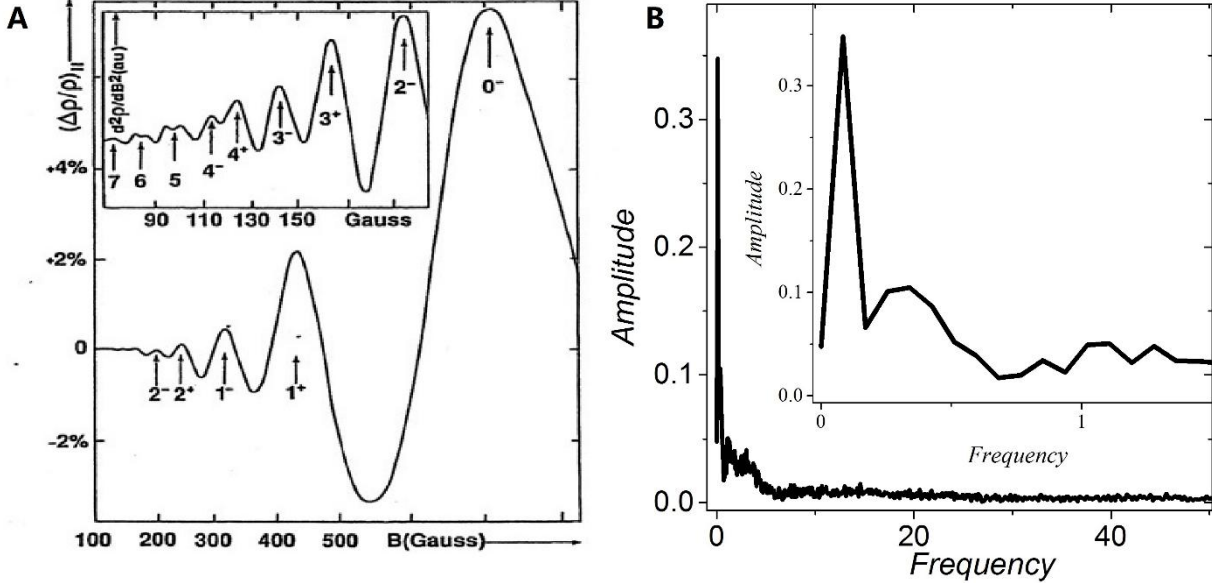 A
(Δρ/ρ)II
d²ρ/dB²(au)
7 6 5 4⁻ 4⁺ 3⁻ 3⁺ 2⁻
90 110 130 150 Gauss
0⁻
+4%
+2%
0
-2%
2⁻ 2⁺ 1⁻ 1⁺
100 200 300 400 500 B(Gauss)
B
Amplitude
0.3
0.2
0.1
0.0
0 20 40
Frequency
Amplitude
0.3
0.2
0.1
0.0
0 1
Frequency